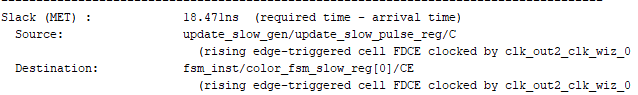 Slack (MET) : 18.471ns (required time - arrival time)
Source: update_slow_gen/update_slow_pulse_reg/C
(rising edge-triggered cell FDCE clocked by clk_out2_clk_wiz_0
Destination: fsm_inst/color_fsm_slow_reg[0]/CE
(rising edge-triggered cell FDCE clocked by clk_out2_clk_wiz_0